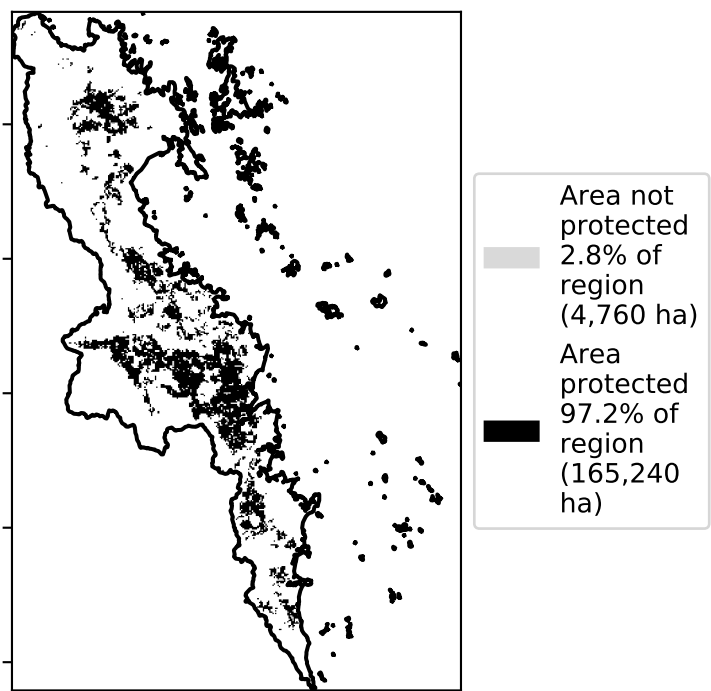 Area not
protected
2.8% of
region
(4,760 ha)
Area
protected
97.2% of
region
(165,240
ha)